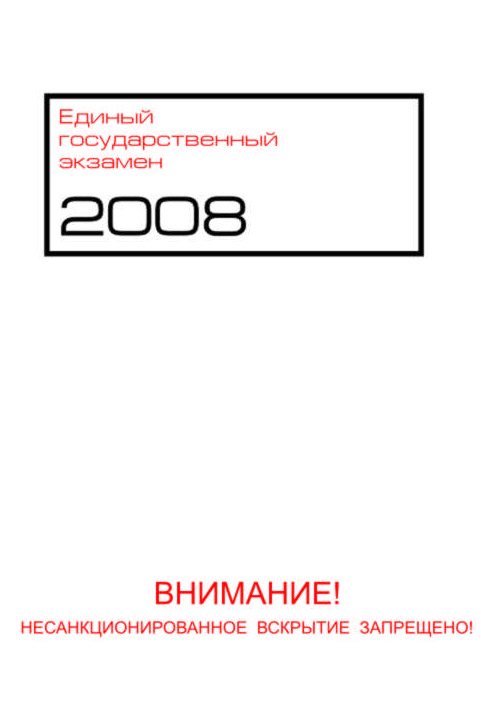 Единый
государственный
экзамен
2008
ВНИМАНИЕ!
НЕСАНКЦИОНИРОВАННОЕ ВСКРЫТИЕ ЗАПРЕЩЕНО!